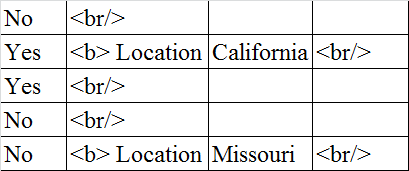 No <br/>
Yes <b> Location California <br/>
Yes <br/>
No <br/>
No <b> Location Missouri <br/>